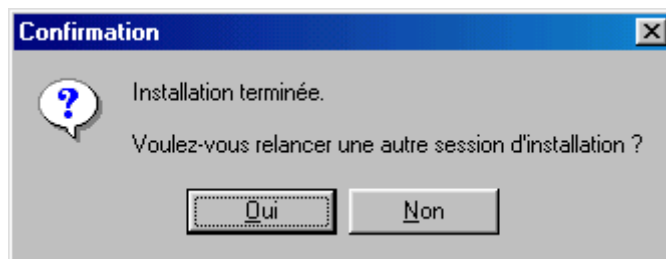 Confirmation
Installation terminée.
Voulez-vous relancer une autre session d'installation ?
Oui
Non